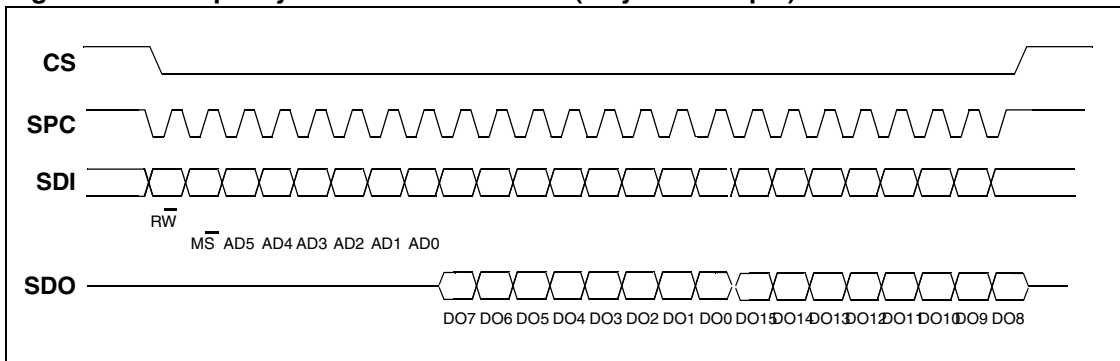 CS
SPC
SDI
RW
MS AD5 AD4 AD3 AD2 AD1 AD0
SDO
DO7 DO6 DO5 DO4 DO3 DO2 DO1 DO0 DO15 DO14 DO13 DO12 DO11 DO10 DO9 DO8